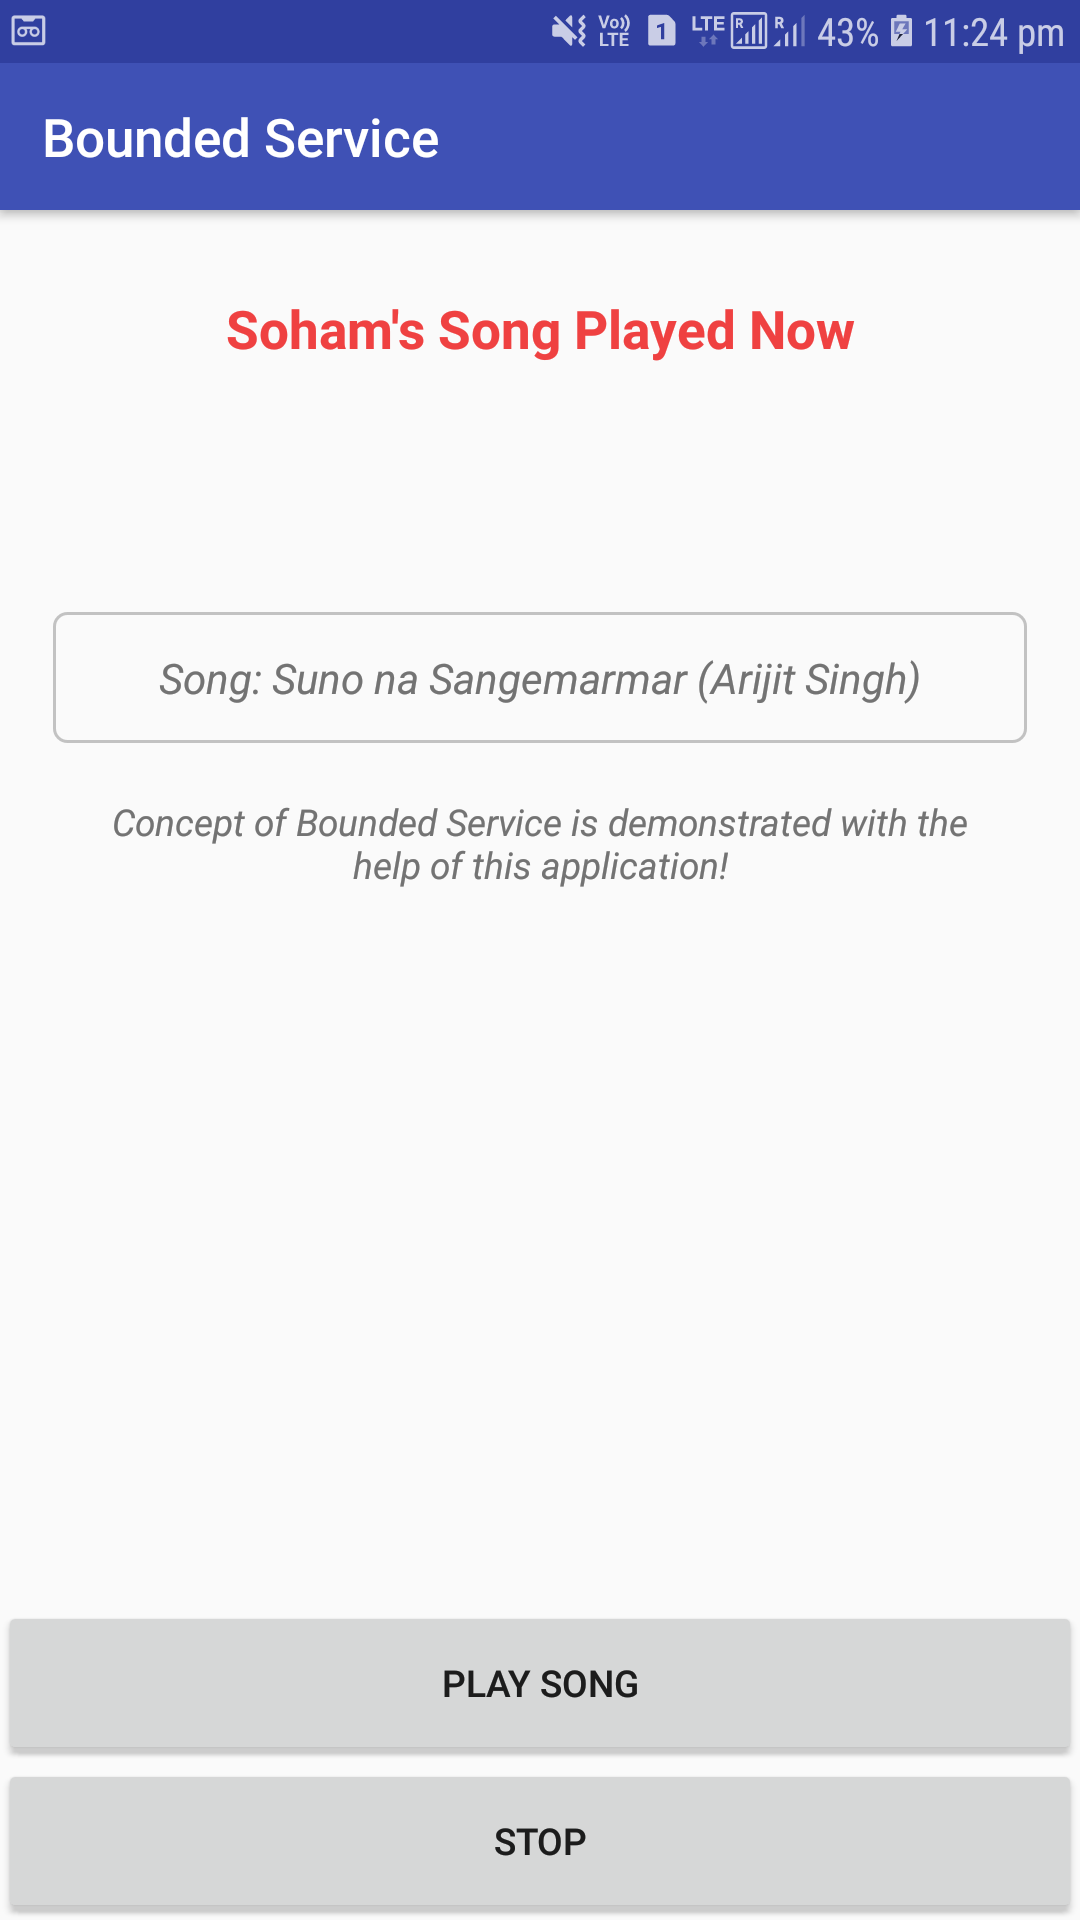 Vo)) LTE 1 LTE R R 43% 11:24 pm
Bounded Service
Soham's Song Played Now
Song: Suno na Sangemarmar (Arijit Singh)
Concept of Bounded Service is demonstrated with the
help of this application!
PLAY SONG
STOP